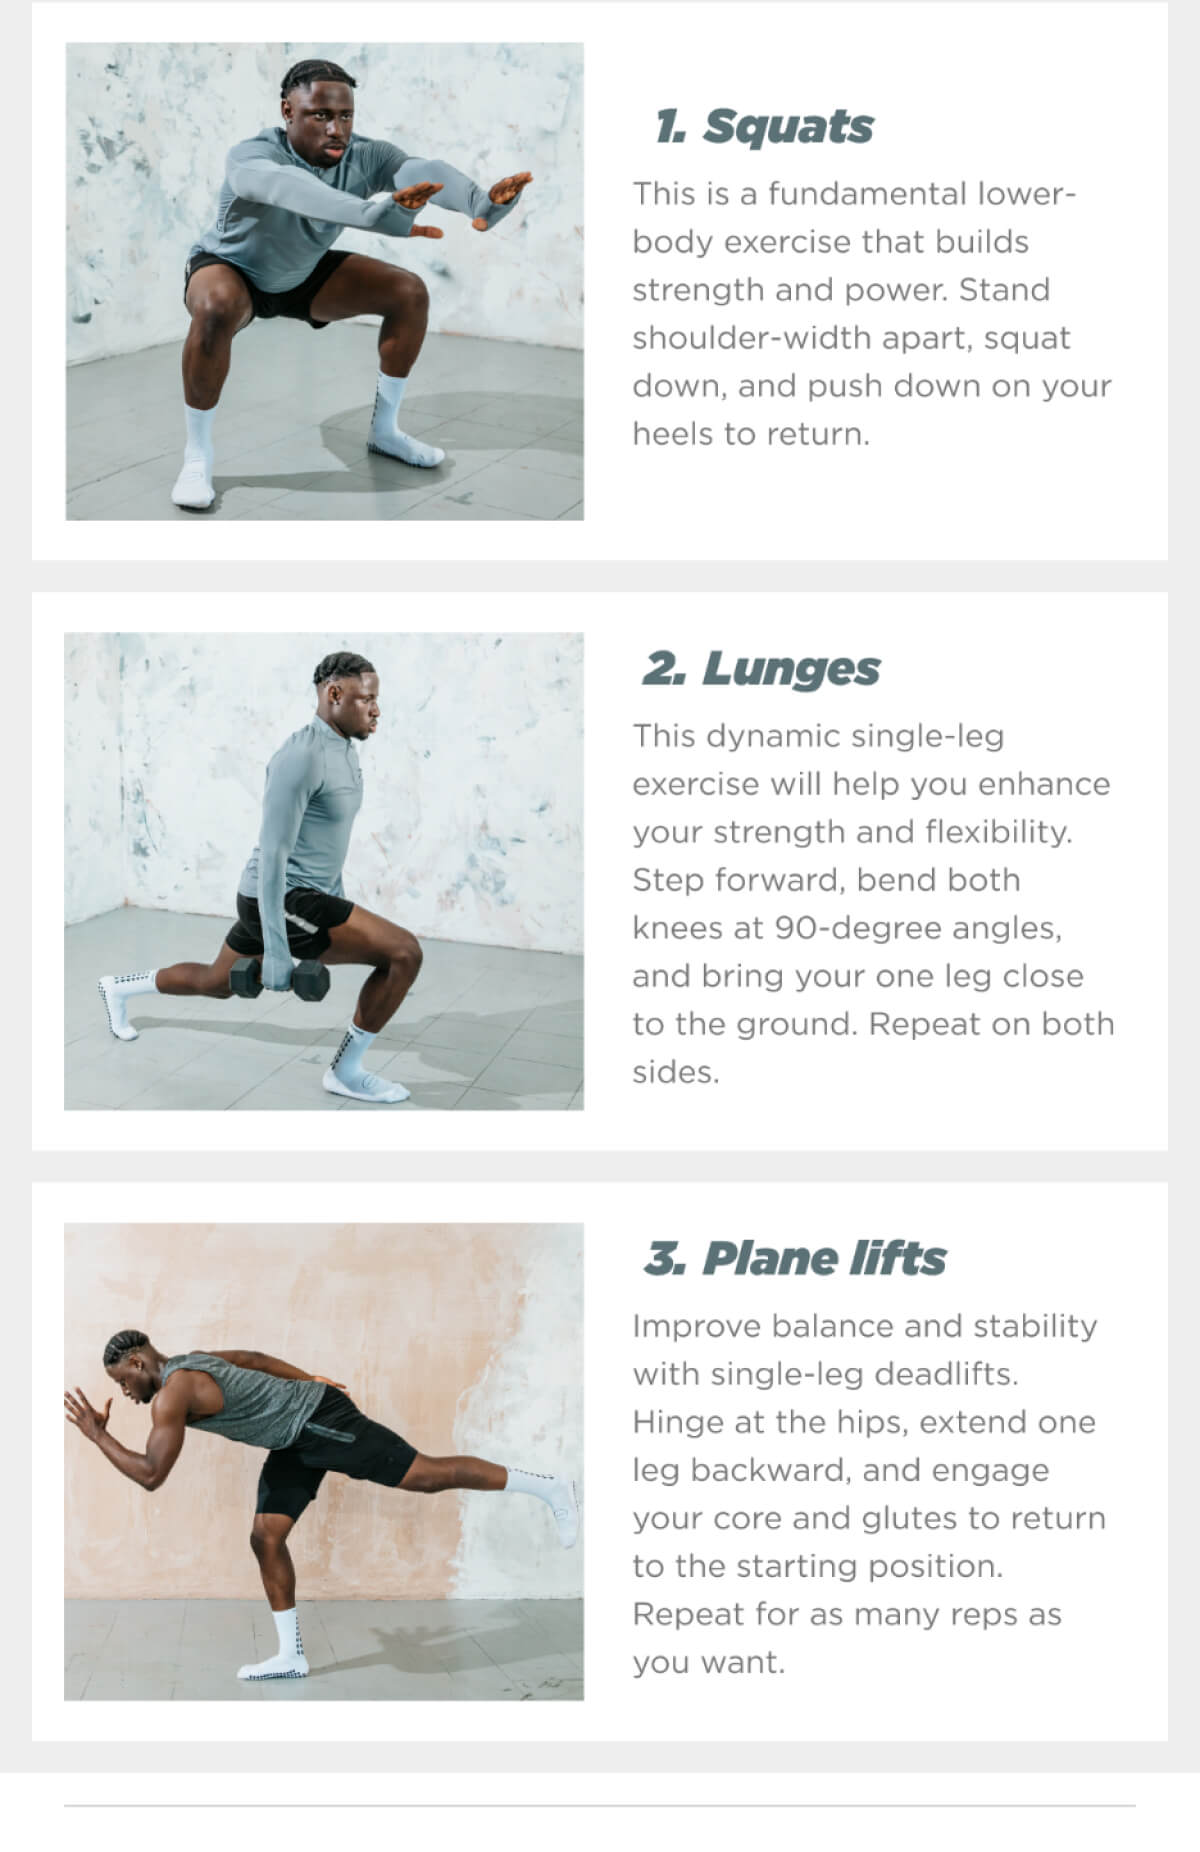 1. Squats
This is a fundamental lower-
body exercise that builds
strength and power. Stand
shoulder-width apart, squat
down, and push down on your
heels to return.
2. Lunges
This dynamic single-leg
exercise will help you enhance
your strength and flexibility.
Step forward, bend both
knees at 90-degree angles,
and bring your one leg close
to the ground. Repeat on both
sides.
3. Plane lifts
Improve balance and stability
with single-leg deadlifts.
Hinge at the hips, extend one
leg backward, and engage
your core and glutes to return
to the starting position.
Repeat for as many reps as
you want.